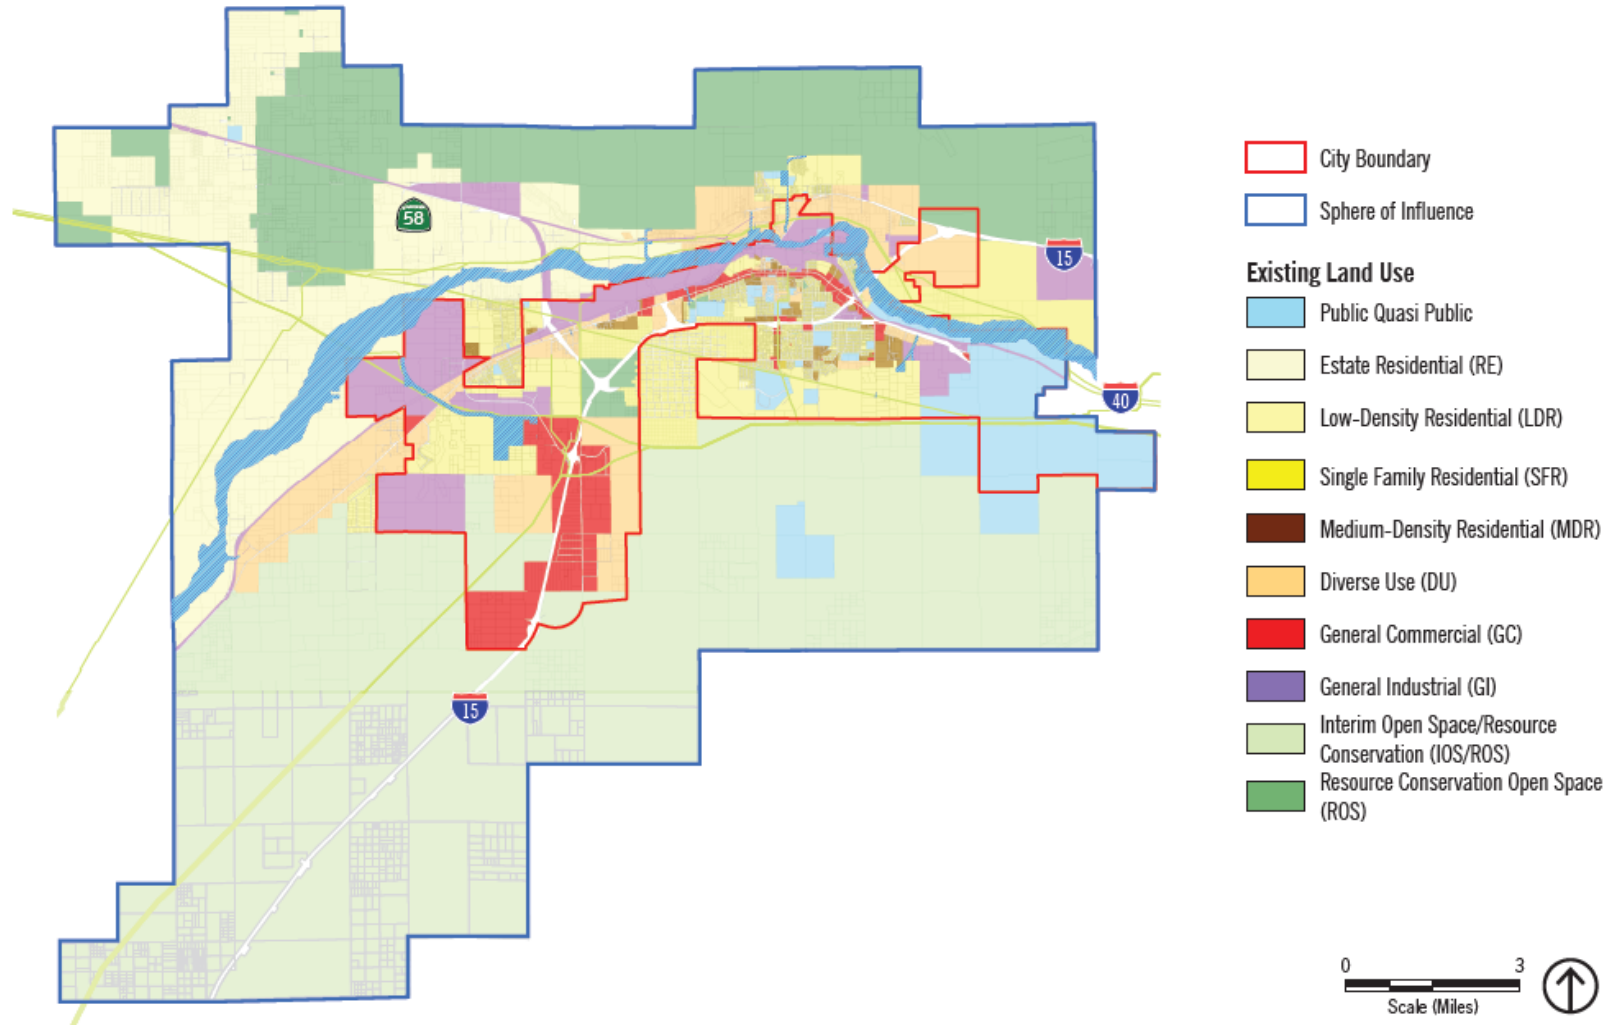 58
15
40
15
City Boundary
Sphere of Influence
Existing Land Use
Public Quasi Public
Estate Residential (RE)
Low-Density Residential (LDR)
Single Family Residential (SFR)
Medium-Density Residential (MDR)
Diverse Use (DU)
General Commercial (GC)
General Industrial (GI)
Interim Open Space/Resource
Conservation (IOS/ROS)
Resource Conservation Open Space
(ROS)
0 3
Scale (Miles)